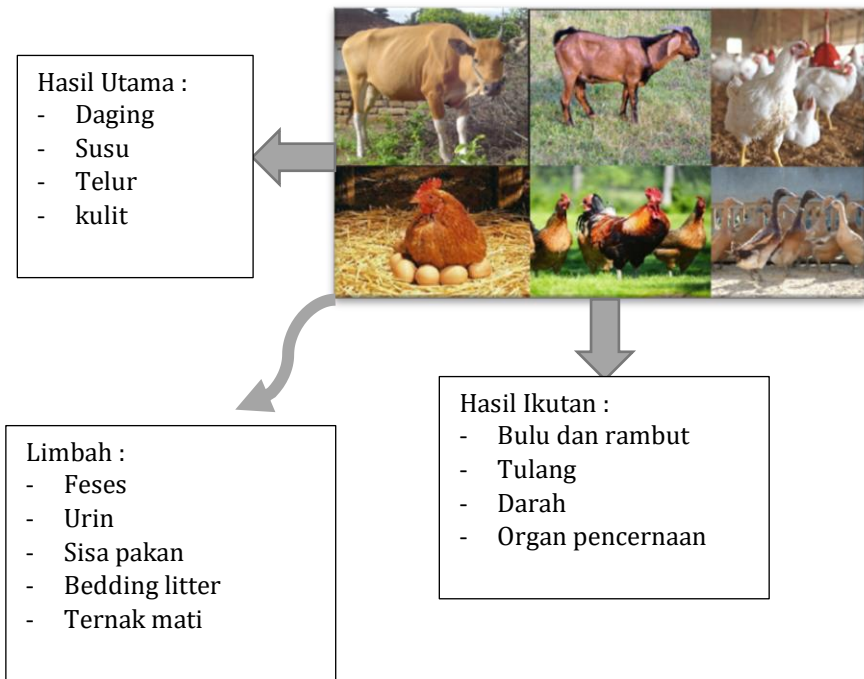 Hasil Utama :
- Daging
- Susu
- Telur
- kulit
Limbah :
- Feses
- Urin
- Sisa pakan
- Bedding litter
- Ternak mati
Hasil Ikutan :
- Bulu dan rambut
- Tulang
- Darah
- Organ pencernaan